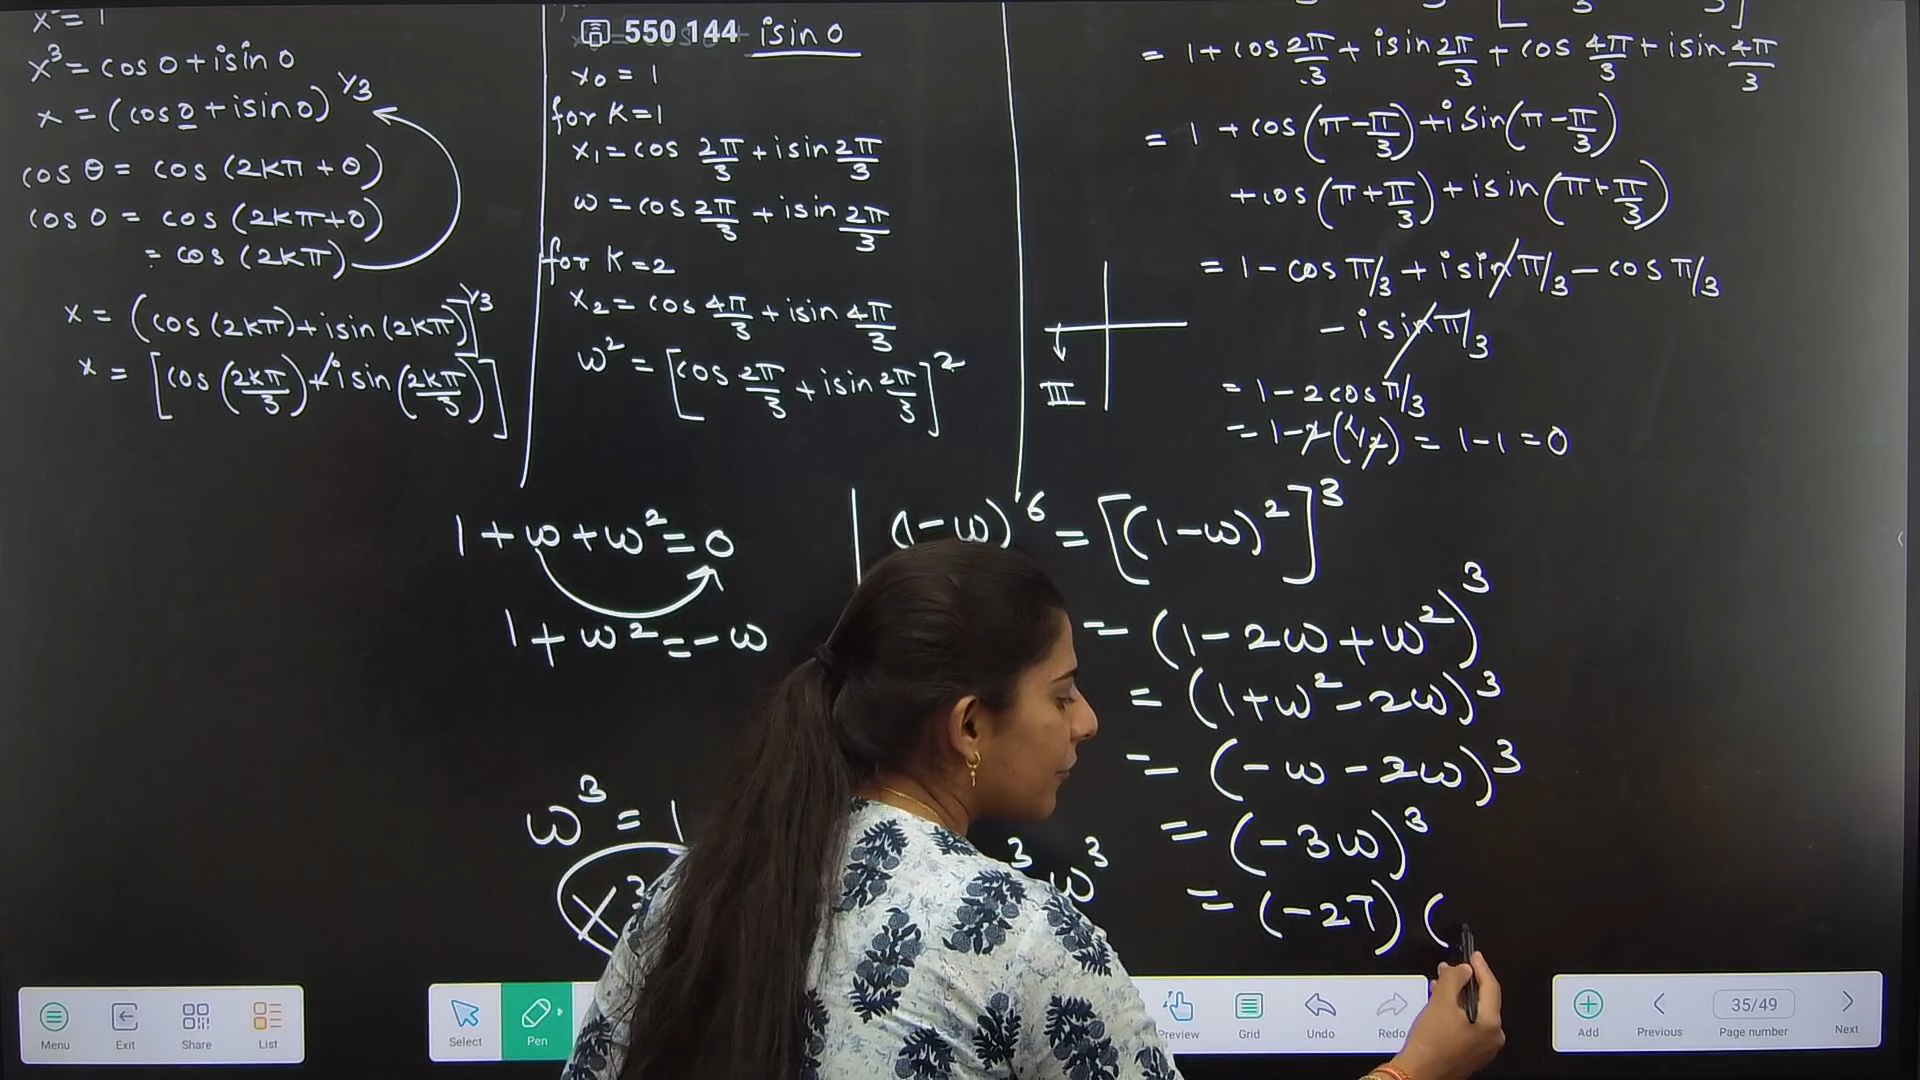 x = 1
x³ = cos 0 + i sin 0
x = (cos 0 + i sin 0)^1/3
cos θ = cos (2kπ + θ)
cos 0 = cos (2kπ + 0)
= cos (2kπ)
x = (cos (2kπ) + i sin (2kπ)]^1/3
x = [cos (2kπ/3) + i sin (2kπ/3)]
550 144 i sin 0
x₀ = 1
for K=1
x₁ = cos 2π/3 + i sin 2π/3
ω = cos 2π/3 + i sin 2π/3
for K=2
x₂ = cos 4π/3 + i sin 4π/3
ω² = [cos 2π/3 + i sin 2π/3]²
= 1 + cos 2π/3 + i sin 2π/3 + cos 4π/3 + i sin 4π/3
= 1 + cos (π - π/3) + i sin (π - π/3)
+ cos (π + π/3) + i sin (π + π/3)
= 1 - cos π/3 + i sin π/3 - cos π/3
- i sin π/3
III
= 1 - 2 cos π/3
= 1 - 2 (1/2) = 1 - 1 = 0
1 + ω + ω² = 0
1 + ω² = - ω
ω³ = 1
x³
(1 - ω)⁶ = [(1 - ω)²]³
= (1 - 2ω + ω²)³
= (1 + ω² - 2ω)³
= (- ω - 2ω)³
= (- 3ω)³
³ ω³
= (- 27) (
Menu
Exit
Share
List
Select
Pen
Preview
Grid
Undo
Redo
Add
Previous
35/49
Page number
Next